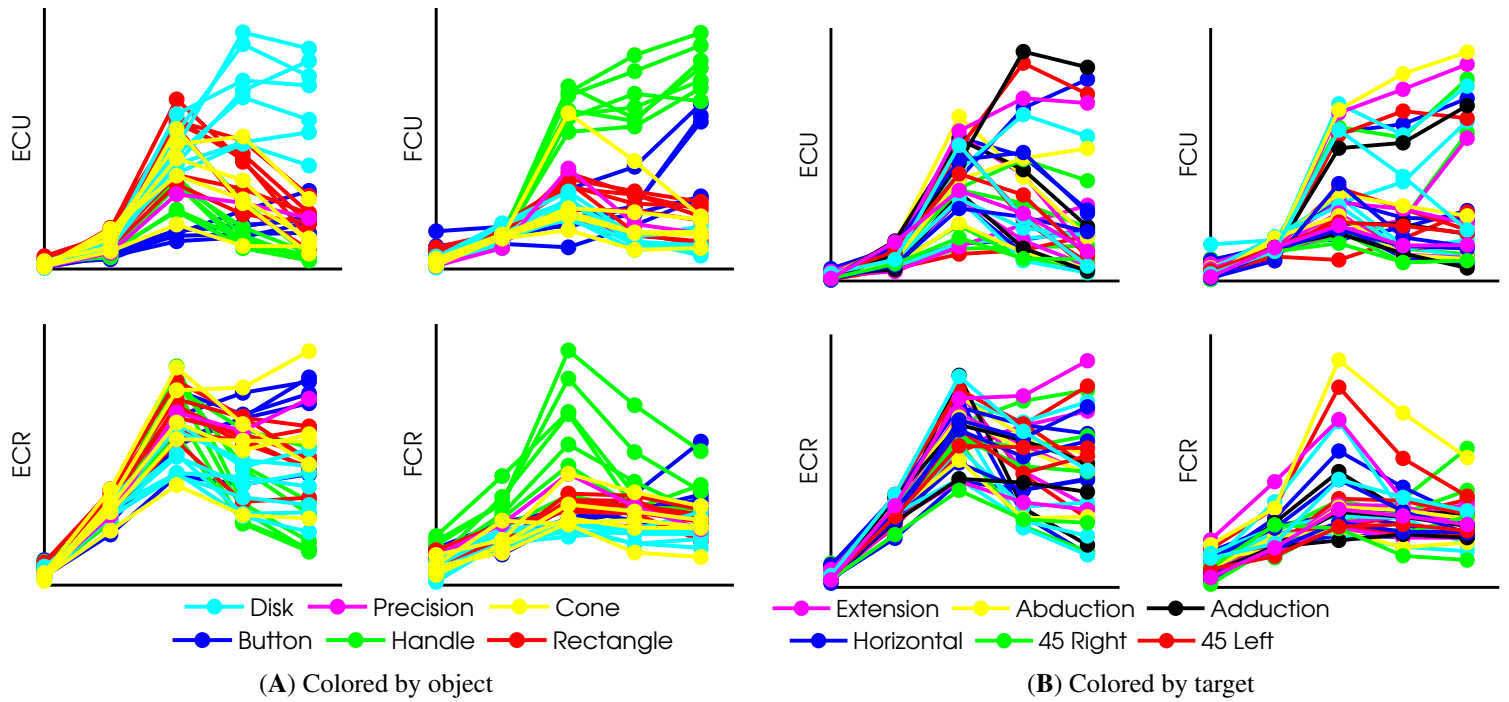 ECU
FCU
ECU
FCU
ECR
FCR
ECR
FCR
Disk Precision Cone
Button Handle Rectangle
Extension Abduction Adduction
Horizontal 45 Right 45 Left
(A) Colored by object
(B) Colored by target